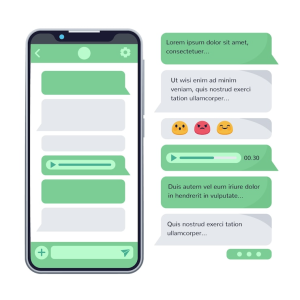 Lorem ipsum dolor sit amet,
consectetuer...
Ut wisi enim ad minim
veniam, quis nostrud exerci
tation ullamcorper...
00:30
Duis autem vel eum iriure dolor
in hendrerit in vulputate...
Quis nostrud exerci tation
ullamcorper...